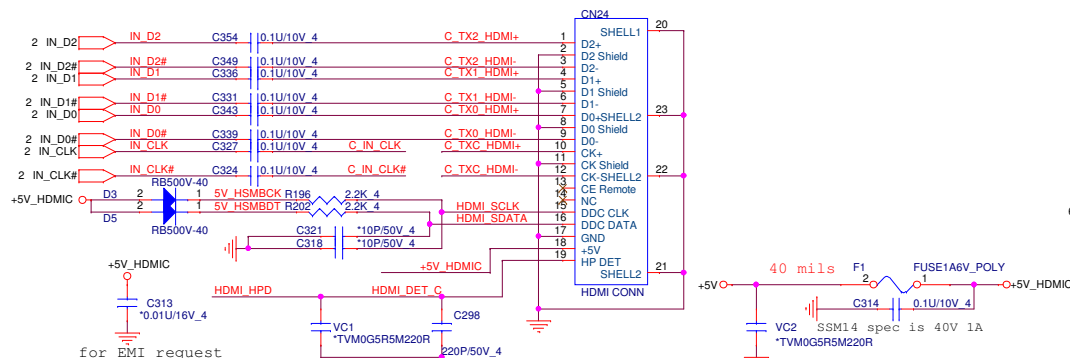 CN24
2 IN_D2 IN_D2 C354 0.1U/10V_4 C_TX2_HDMI+ 1 D2+ SHELL1 20
2 D2 Shield
2 IN_D2# IN_D2# C349 0.1U/10V_4 C_TX2_HDMI- 3 D2-
2 IN_D1 IN_D1 C336 0.1U/10V_4 C_TX1_HDMI+ 4 D1+
5 D1 Shield
2 IN_D1# IN_D1# C331 0.1U/10V_4 C_TX1_HDMI- 6 D1-
2 IN_D0 IN_D0 C343 0.1U/10V_4 C_TX0_HDMI+ 7 D0+SHELL2 23
8 D0 Shield
2 IN_D0# IN_D0# C339 0.1U/10V_4 C_TX0_HDMI- 9 D0-
2 IN_CLK IN_CLK C327 0.1U/10V_4 C_IN_CLK C_TXC_HDMI+ 10 CK+
11 CK Shield
2 IN_CLK# IN_CLK# C324 0.1U/10V_4 C_IN_CLK# C_TXC_HDMI- 12 CK-SHELL2 22
RB500V-40 13 CE Remote
+5V_HDMIC D3 2 1 5V_HSMBCK R196 2.2K_4 14 NC
D5 2 1 5V_HSMBDT R202 2.2K_4 HDMI_SCLK 15 DDC CLK
RB500V-40 HDMI_SDATA 16 DDC DATA
C321 *10P/50V_4 17 GND
C318 *10P/50V_4 18 +5V
+5V_HDMIC 19 HP DET
SHELL2 21
HDMI CONN
+5V_HDMIC
C313
*0.01U/16V_4
for EMI request
HDMI_HPD HDMI_DET_C
VC1
*TVM0G5R5M220R
C298
220P/50V_4
+5V 40 mils F1 2 1 FUSE1A6V_POLY +5V_HDMIC
C314 0.1U/10V_4
SSM14 spec is 40V 1A
VC2
*TVM0G5R5M220R